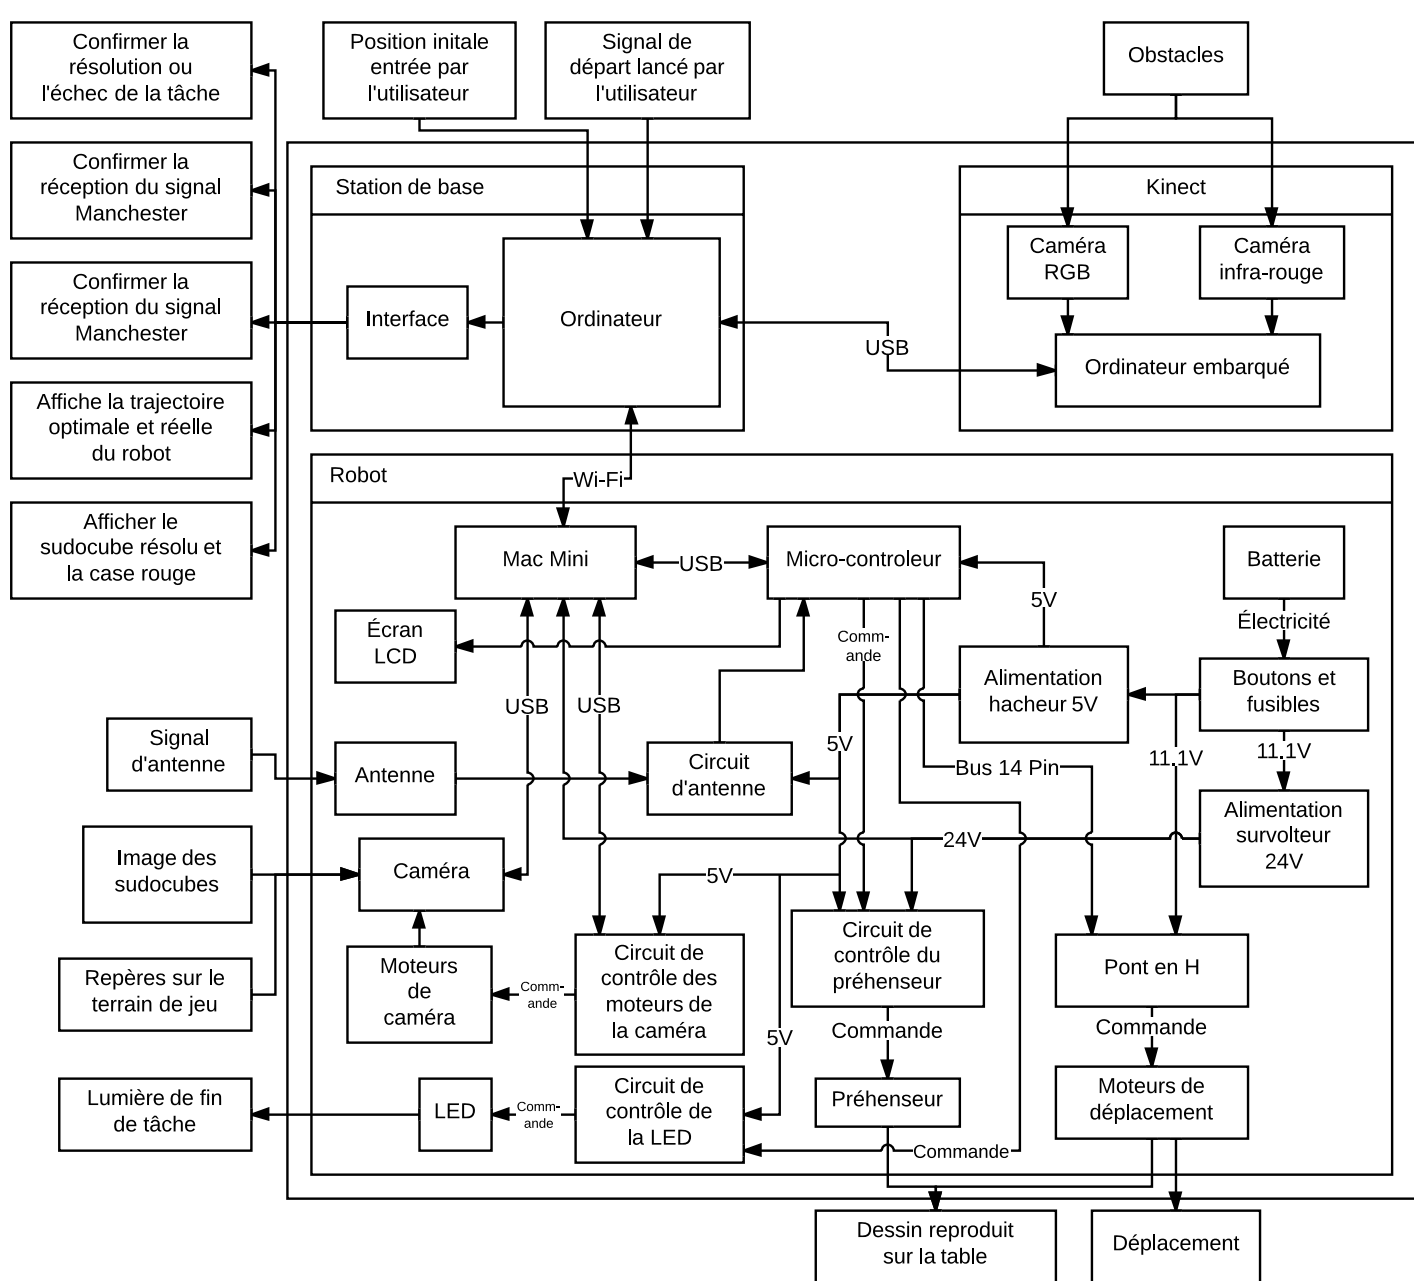 Confirmer la
résolution ou
l'échec de la tâche
Position initale
entrée par
l'utilisateur
Signal de
départ lancé par
l'utilisateur
Obstacles
Confirmer la
réception du signal
Manchester
Station de base
Kinect
Caméra
RGB
Caméra
infra-rouge
Confirmer la
réception du signal
Manchester
Interface
Ordinateur
USB
Ordinateur embarqué
Affiche la trajectoire
optimale et réelle
du robot
Robot
Wi-Fi
Afficher le
sudocube résolu et
la case rouge
Mac Mini
USB
Micro-controleur
Batterie
5V
Électricité
Écran
LCD
Comm-
ande
Alimentation
hacheur 5V
Boutons et
fusibles
USB
USB
Signal
d'antenne
Antenne
Circuit
d'antenne
5V
Bus 14 Pin
11.1V
11.1V
Alimentation
survolteur
24V
24V
Image des
sudocubes
Caméra
5V
Circuit de
contrôle du
préhenseur
Repères sur le
terrain de jeu
Moteurs
de
caméra
Comm-
ande
Circuit de
contrôle des
moteurs de
la caméra
Pont en H
5V
Commande
Commande
Lumière de fin
de tâche
LED
Comm-
ande
Circuit de
contrôle de
la LED
Préhenseur
Moteurs de
déplacement
Commande
Dessin reproduit
sur la table
Déplacement